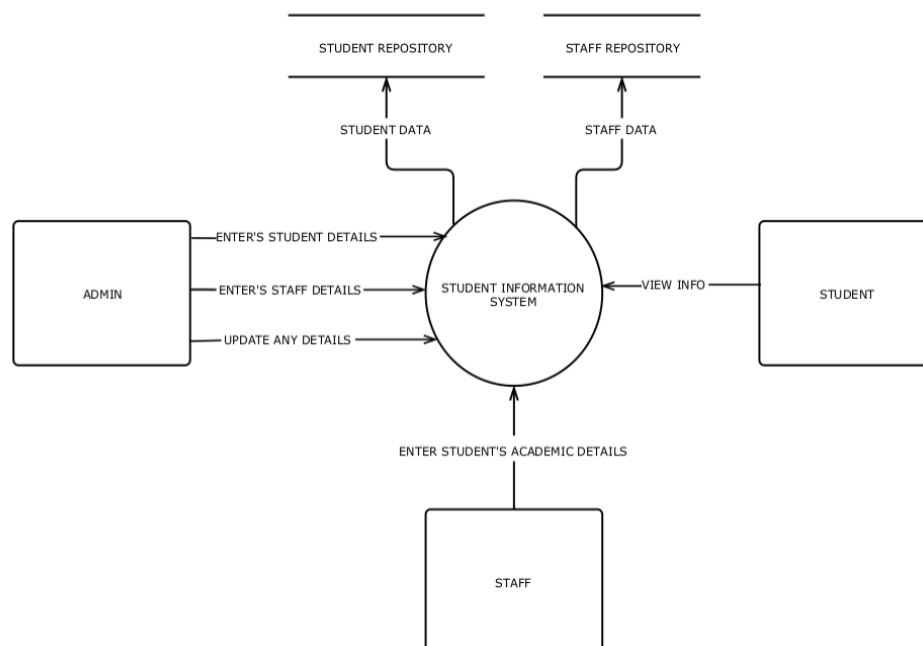 STUDENT REPOSITORY
STAFF REPOSITORY
STUDENT DATA
STAFF DATA
ENTER'S STUDENT DETAILS
ADMIN
ENTER'S STAFF DETAILS
UPDATE ANY DETAILS
STUDENT INFORMATION
SYSTEM
VIEW INFO
STUDENT
ENTER STUDENT'S ACADEMIC DETAILS
STAFF